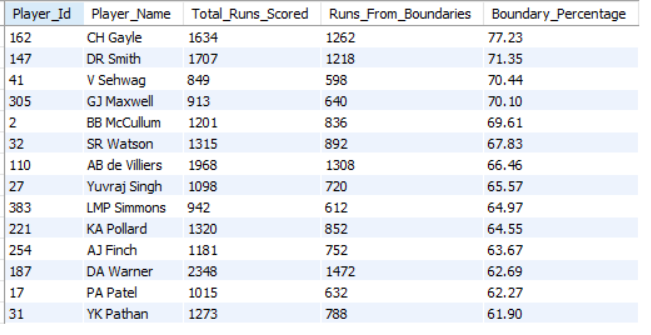 Player_Id Player_Name Total_Runs_Scored Runs_From_Boundaries Boundary_Percentage
162 CH Gayle 1634 1262 77.23
147 DR Smith 1707 1218 71.35
41 V Sehwag 849 598 70.44
305 GJ Maxwell 913 640 70.10
2 BB McCullum 1201 836 69.61
32 SR Watson 1315 892 67.83
110 AB de Villiers 1968 1308 66.46
27 Yuvraj Singh 1098 720 65.57
383 LMP Simmons 942 612 64.97
221 KA Pollard 1320 852 64.55
254 AJ Finch 1181 752 63.67
187 DA Warner 2348 1472 62.69
17 PA Patel 1015 632 62.27
31 YK Pathan 1273 788 61.90